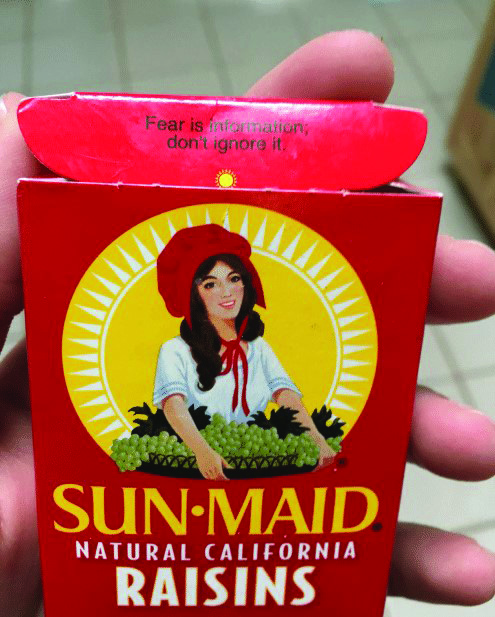 Fear is information;
don't ignore it.
SUN•MAID®
NATURAL CALIFORNIA
RAISINS